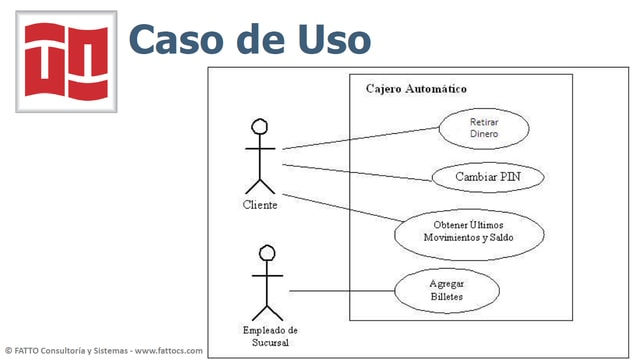 Caso de Uso
Cajero Automático
Retirar
Dinero
Cambiar PIN
Cliente
Obtener Últimos
Movimientos y Saldo
Agregar
Billetes
Empleado de
Sucursal
© FATTO Consultoría y Sistemas - www.fattocs.com